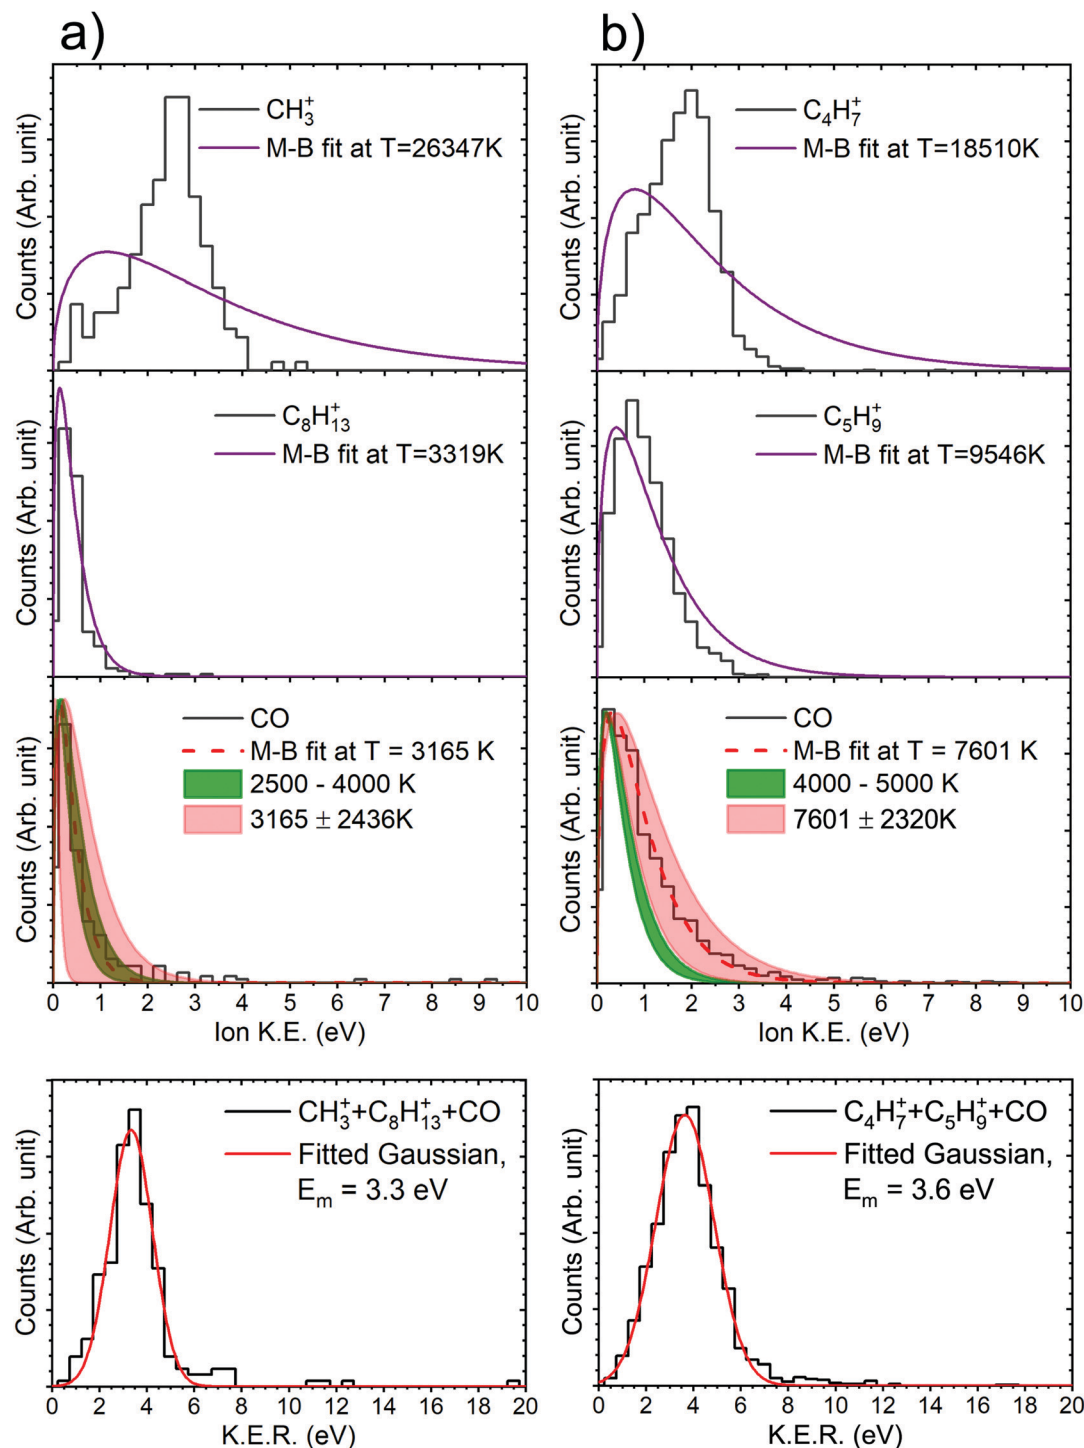 a)
b)
Counts (Arb. unit)
CH₃⁺
M-B fit at T=26347K
Counts (Arb. unit)
C₄H₇⁺
M-B fit at T=18510K
Counts (Arb. unit)
C₈H₁₃⁺
M-B fit at T=3319K
Counts (Arb. unit)
C₅H₉⁺
M-B fit at T=9546K
Counts (Arb. unit)
CO
M-B fit at T = 3165 K
2500 - 4000 K
3165 ± 2436K
0 1 2 3 4 5 6 7 8 9 10
Ion K.E. (eV)
Counts (Arb. unit)
CO
M-B fit at T = 7601 K
4000 - 5000 K
7601 ± 2320K
0 1 2 3 4 5 6 7 8 9 10
Ion K.E. (eV)
Counts (Arb. unit)
CH₃⁺+C₈H₁₃⁺+CO
Fitted Gaussian,
Eₘ = 3.3 eV
0 2 4 6 8 10 12 14 16 18 20
K.E.R. (eV)
Counts (Arb. unit)
C₄H₇⁺+C₅H₉⁺+CO
Fitted Gaussian,
Eₘ = 3.6 eV
0 2 4 6 8 10 12 14 16 18 20
K.E.R. (eV)